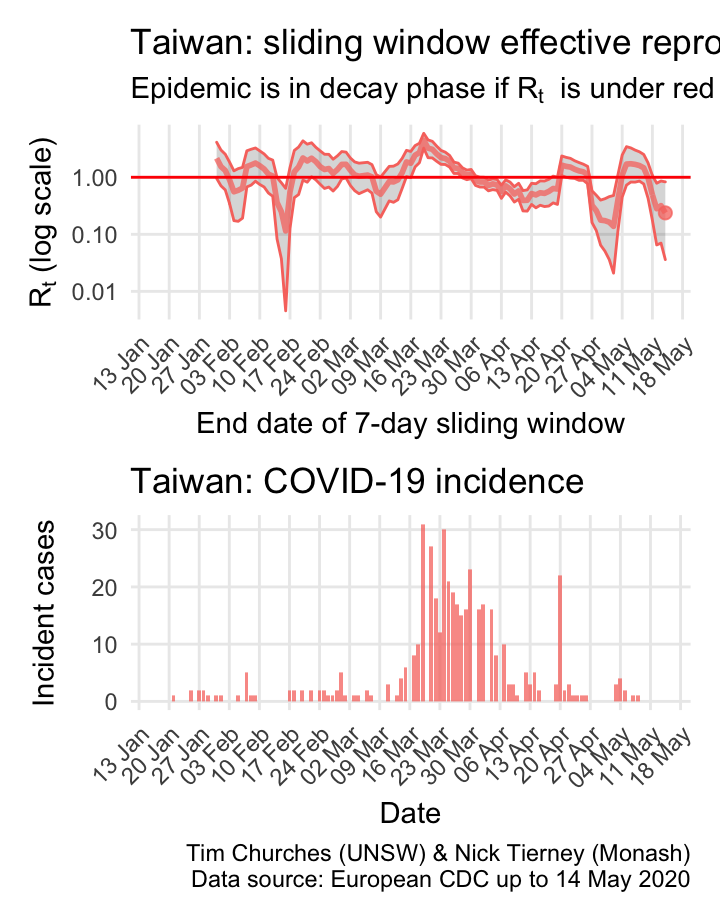 Taiwan: sliding window effective repro
Epidemic is in decay phase if Rt is under red
Rt (log scale)
1.00
0.10
0.01
13 Jan
20 Jan
27 Jan
03 Feb
10 Feb
17 Feb
24 Feb
02 Mar
09 Mar
16 Mar
23 Mar
30 Mar
06 Apr
13 Apr
20 Apr
27 Apr
04 May
11 May
18 May
End date of 7-day sliding window
Taiwan: COVID-19 incidence
Incident cases
30
20
10
0
13 Jan
20 Jan
27 Jan
03 Feb
10 Feb
17 Feb
24 Feb
02 Mar
09 Mar
16 Mar
23 Mar
30 Mar
06 Apr
13 Apr
20 Apr
27 Apr
04 May
11 May
18 May
Date
Tim Churches (UNSW) & Nick Tierney (Monash)
Data source: European CDC up to 14 May 2020